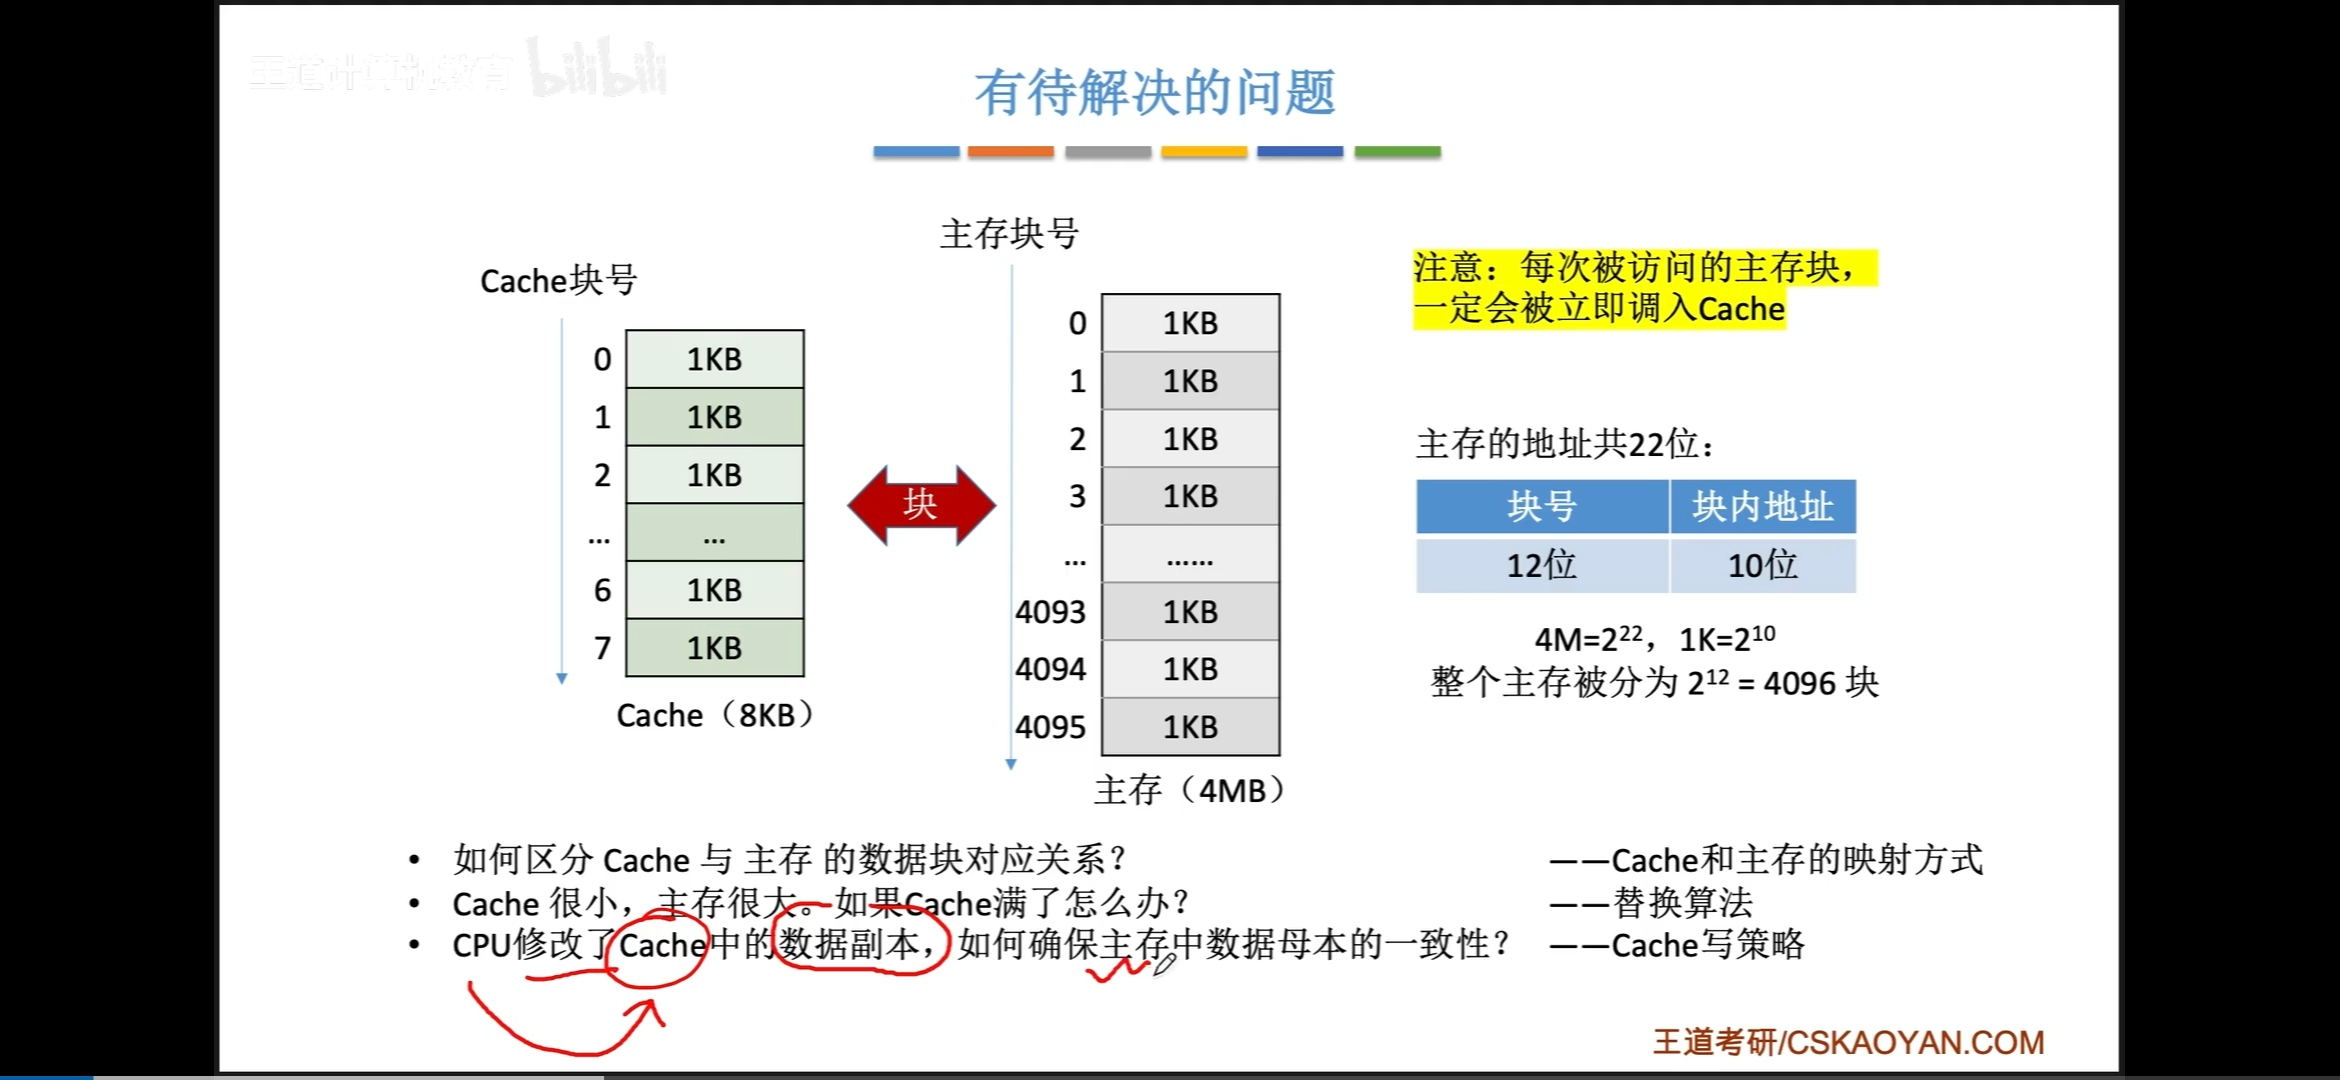 王道计算机教育 bilibili
有待解决的问题
主存块号
Cache块号
注意：每次被访问的主存块，
一定会被立即调入Cache
0 1KB
1 1KB
2 1KB
... ...
6 1KB
7 1KB
Cache（8KB）
块
0 1KB
1 1KB
2 1KB
3 1KB
... ......
4093 1KB
4094 1KB
4095 1KB
主存（4MB）
主存的地址共22位：
块号 块内地址
12位 10位
4M=2²²，1K=2¹⁰
整个主存被分为 2¹² = 4096 块
• 如何区分 Cache 与 主存 的数据块对应关系？ ——Cache和主存的映射方式
• Cache 很小，主存很大。如果Cache满了怎么办？ ——替换算法
• CPU修改了Cache中的数据副本，如何确保主存中数据母本的一致性？ ——Cache写策略
王道考研/CSKAOYAN.COM